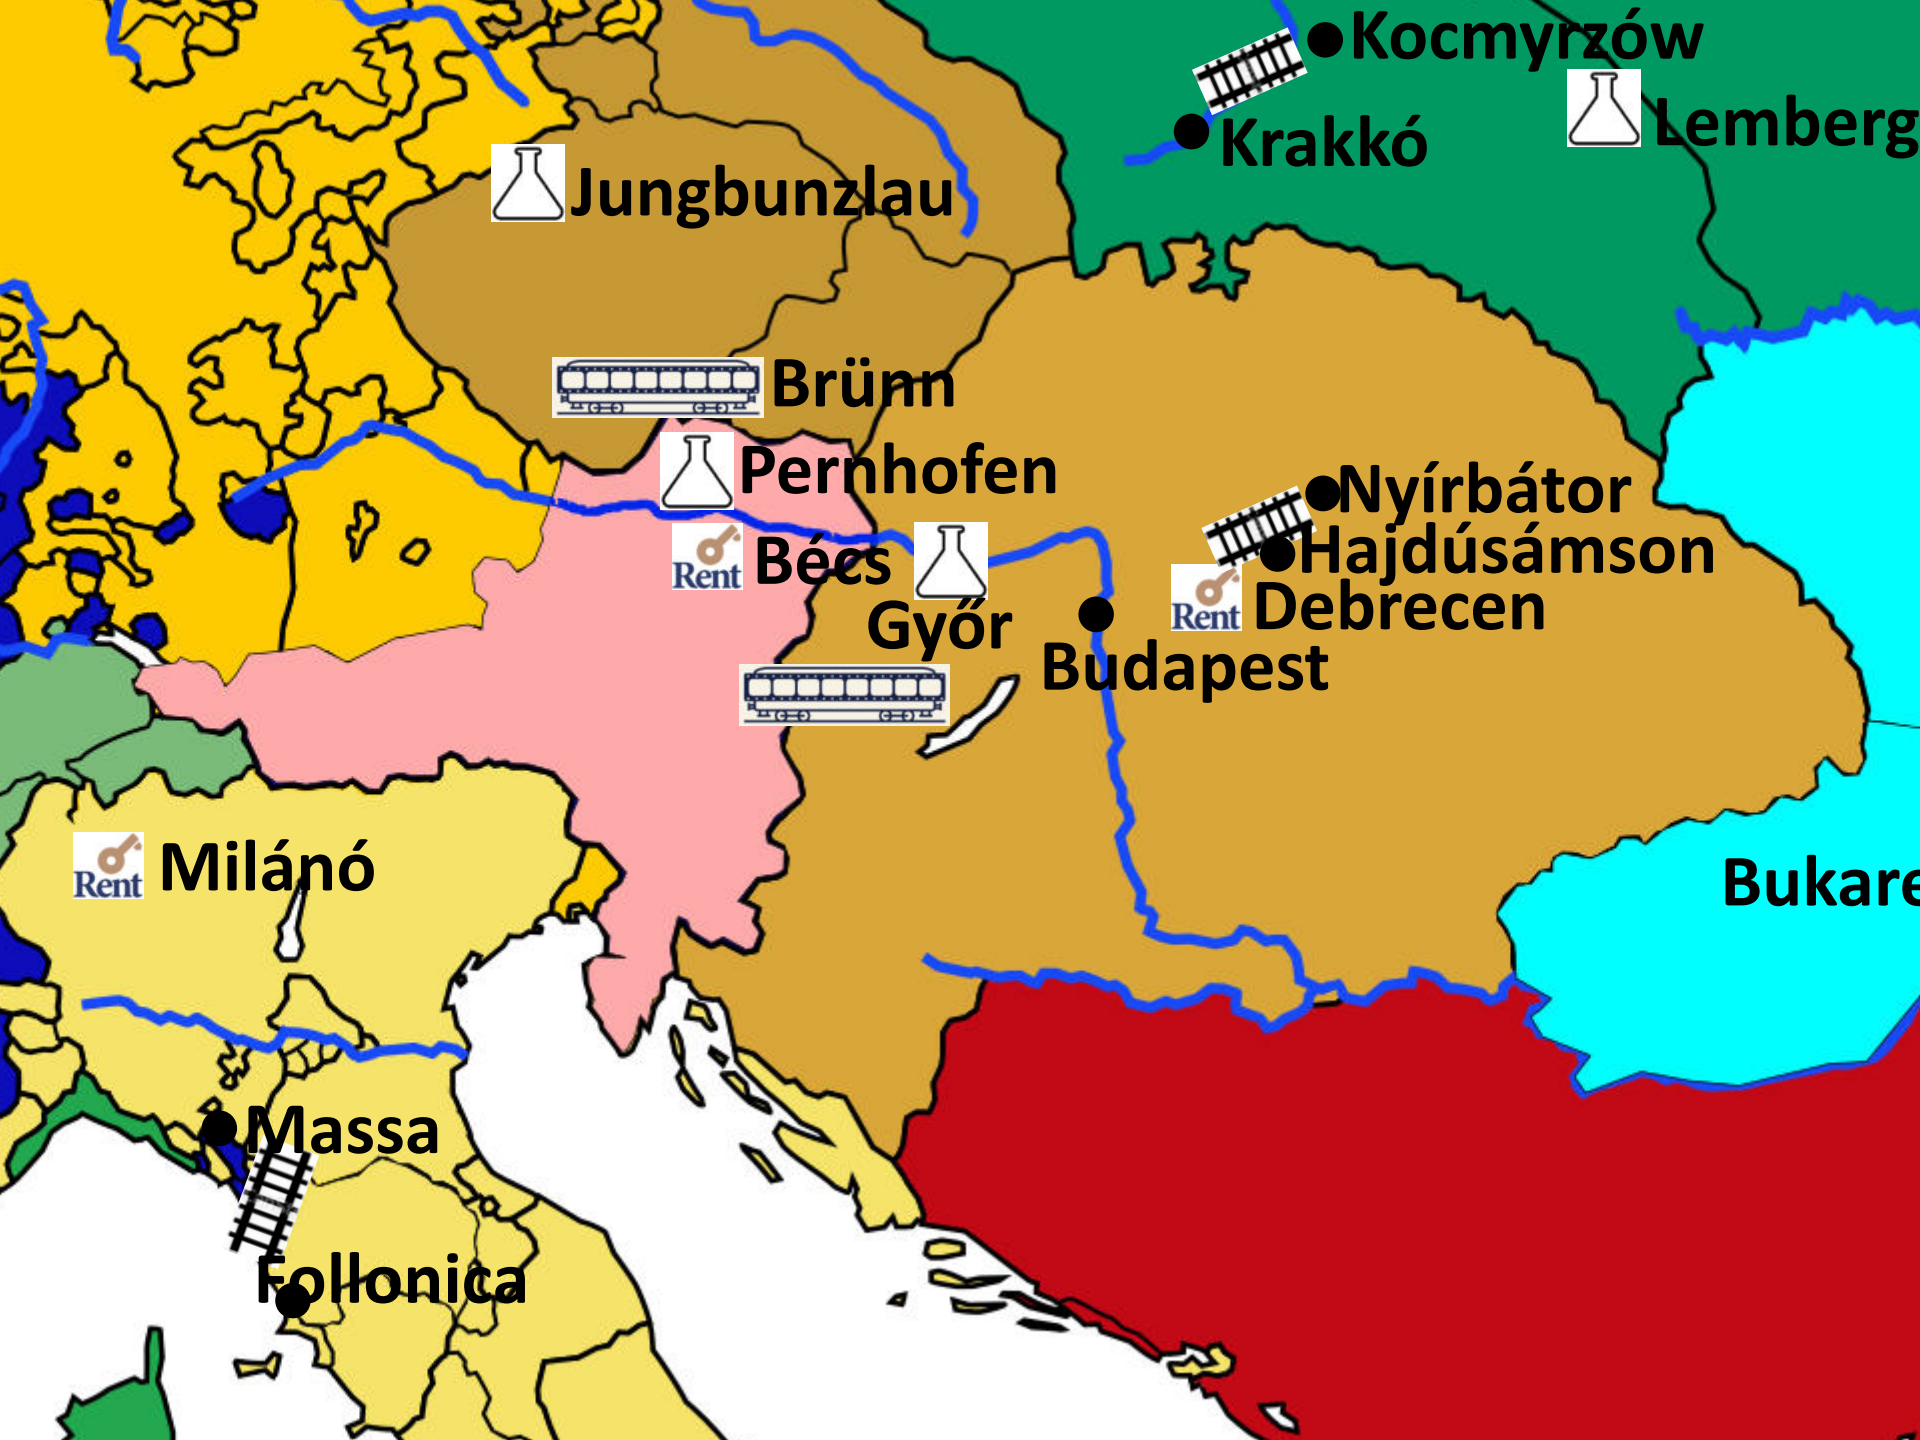 Kocmyrzów
Lemberg
Krakkó
Jungbunzlau
Brünn
Pernhofen
Nyírbátor
Rent Bécs
Hajdúsámson
Rent Debrecen
Győr
Budapest
Rent Milánó
Bukare
Massa
Follonica